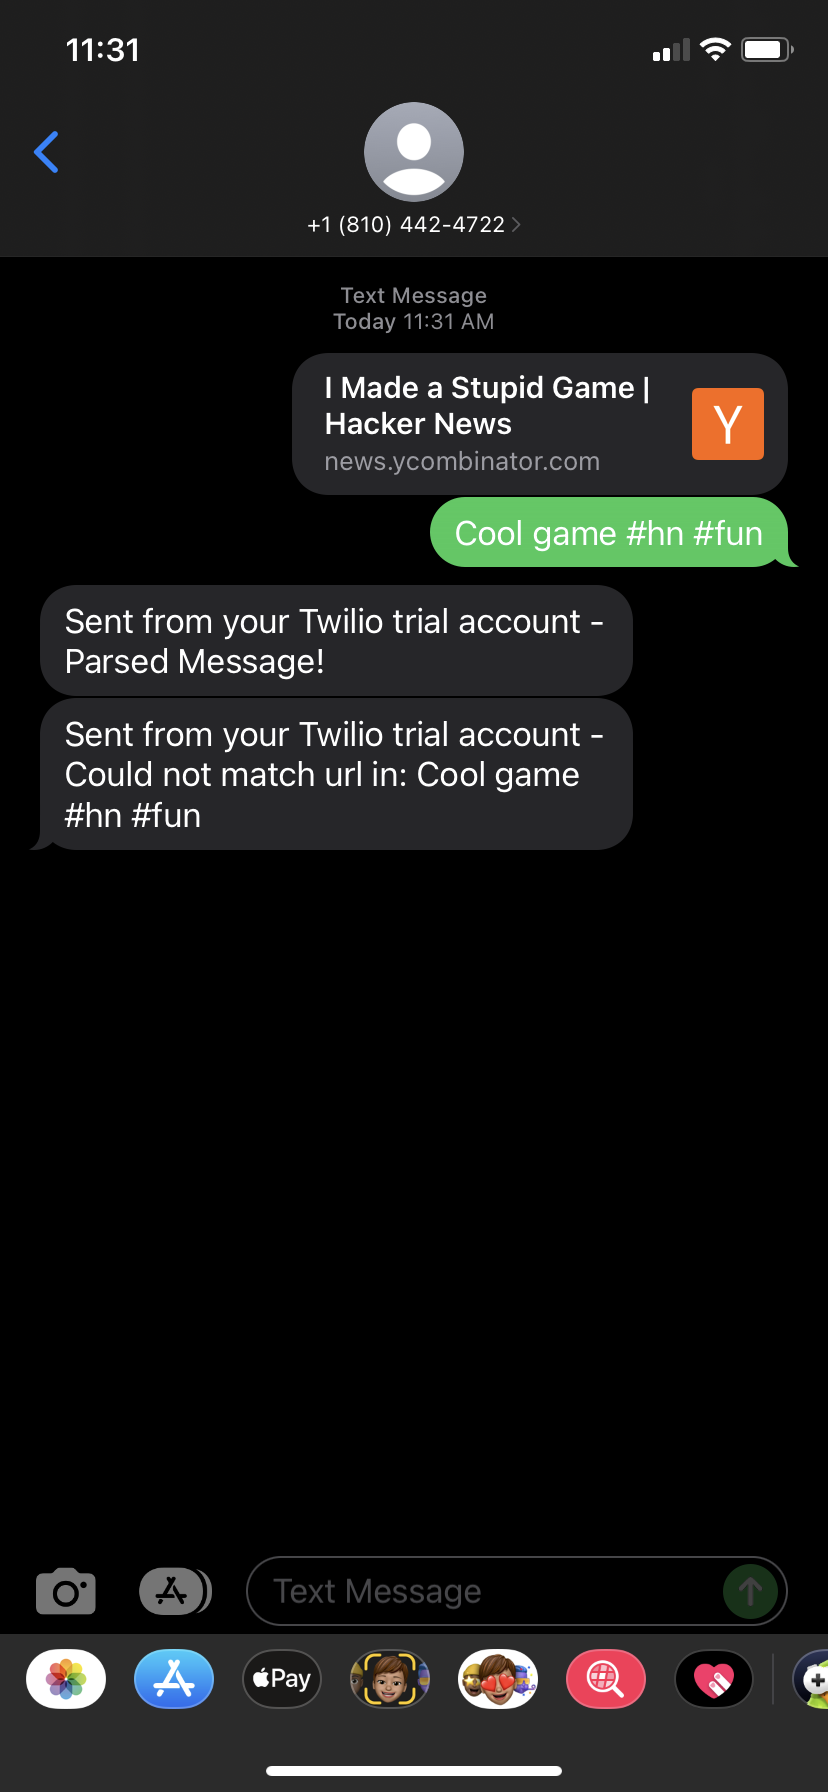 11:31
+1 (810) 442-4722
Text Message
Today 11:31 AM
I Made a Stupid Game |
Hacker News
news.ycombinator.com
Y
Cool game #hn #fun
Sent from your Twilio trial account -
Parsed Message!
Sent from your Twilio trial account -
Could not match url in: Cool game
#hn #fun
Text Message
Pay